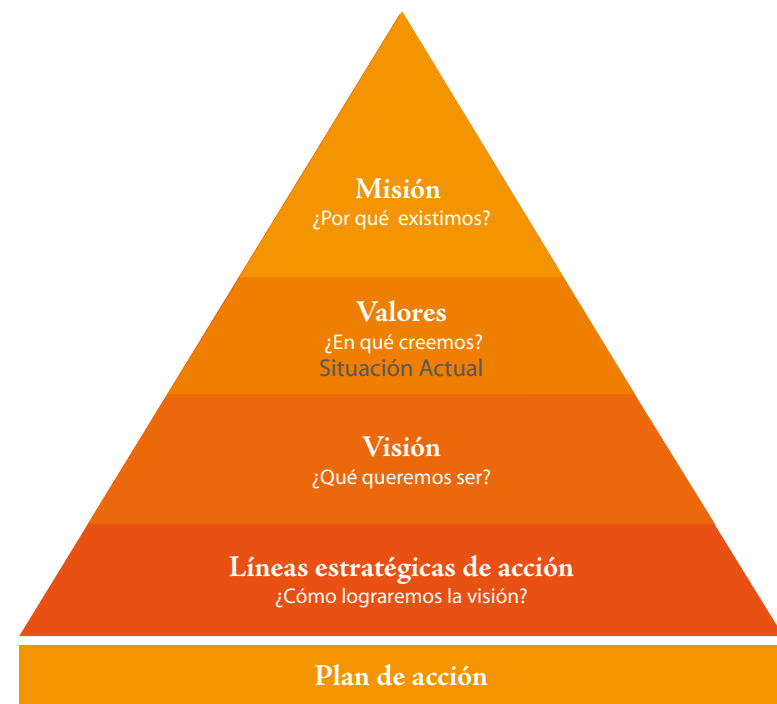 Misión
¿Por qué existimos?
Valores
¿En qué creemos?
Situación Actual
Visión
¿Qué queremos ser?
Líneas estratégicas de acción
¿Cómo lograremos la visión?
Plan de acción